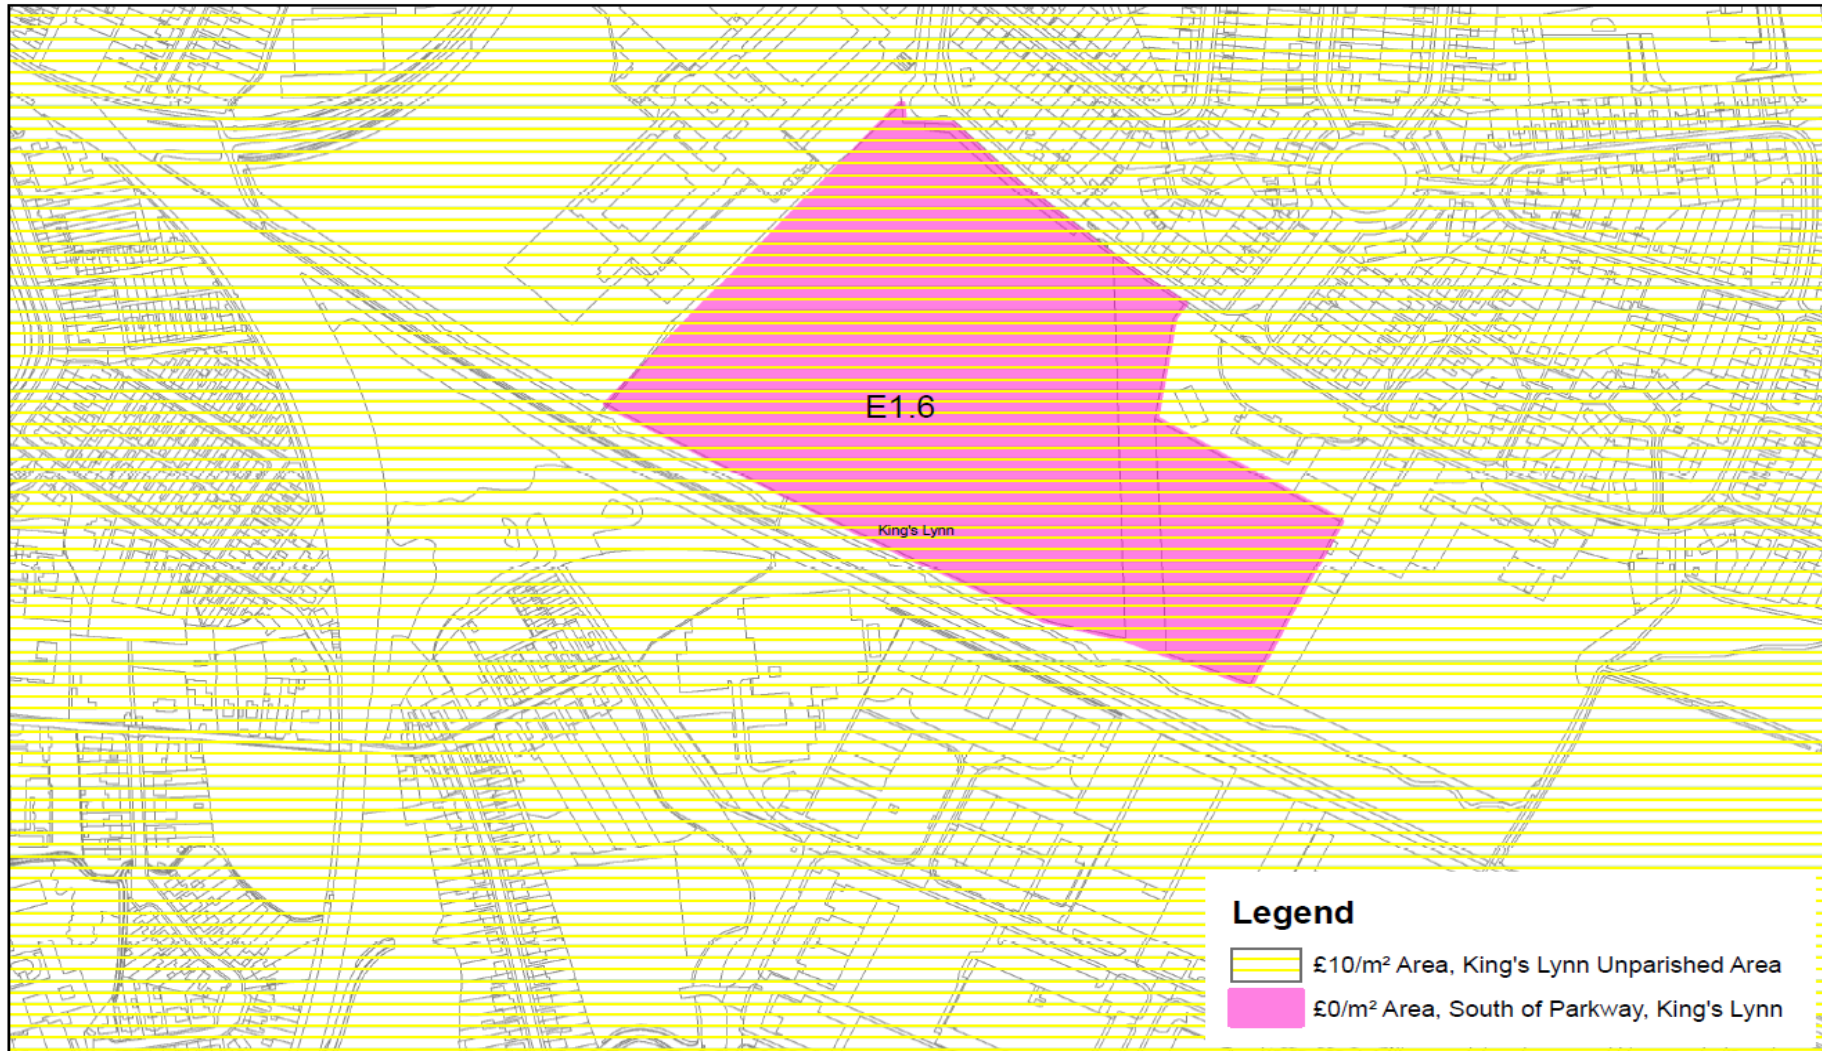 E1.6
King's Lynn
Legend
£10/m² Area, King's Lynn Unparished Area
£0/m² Area, South of Parkway, King's Lynn